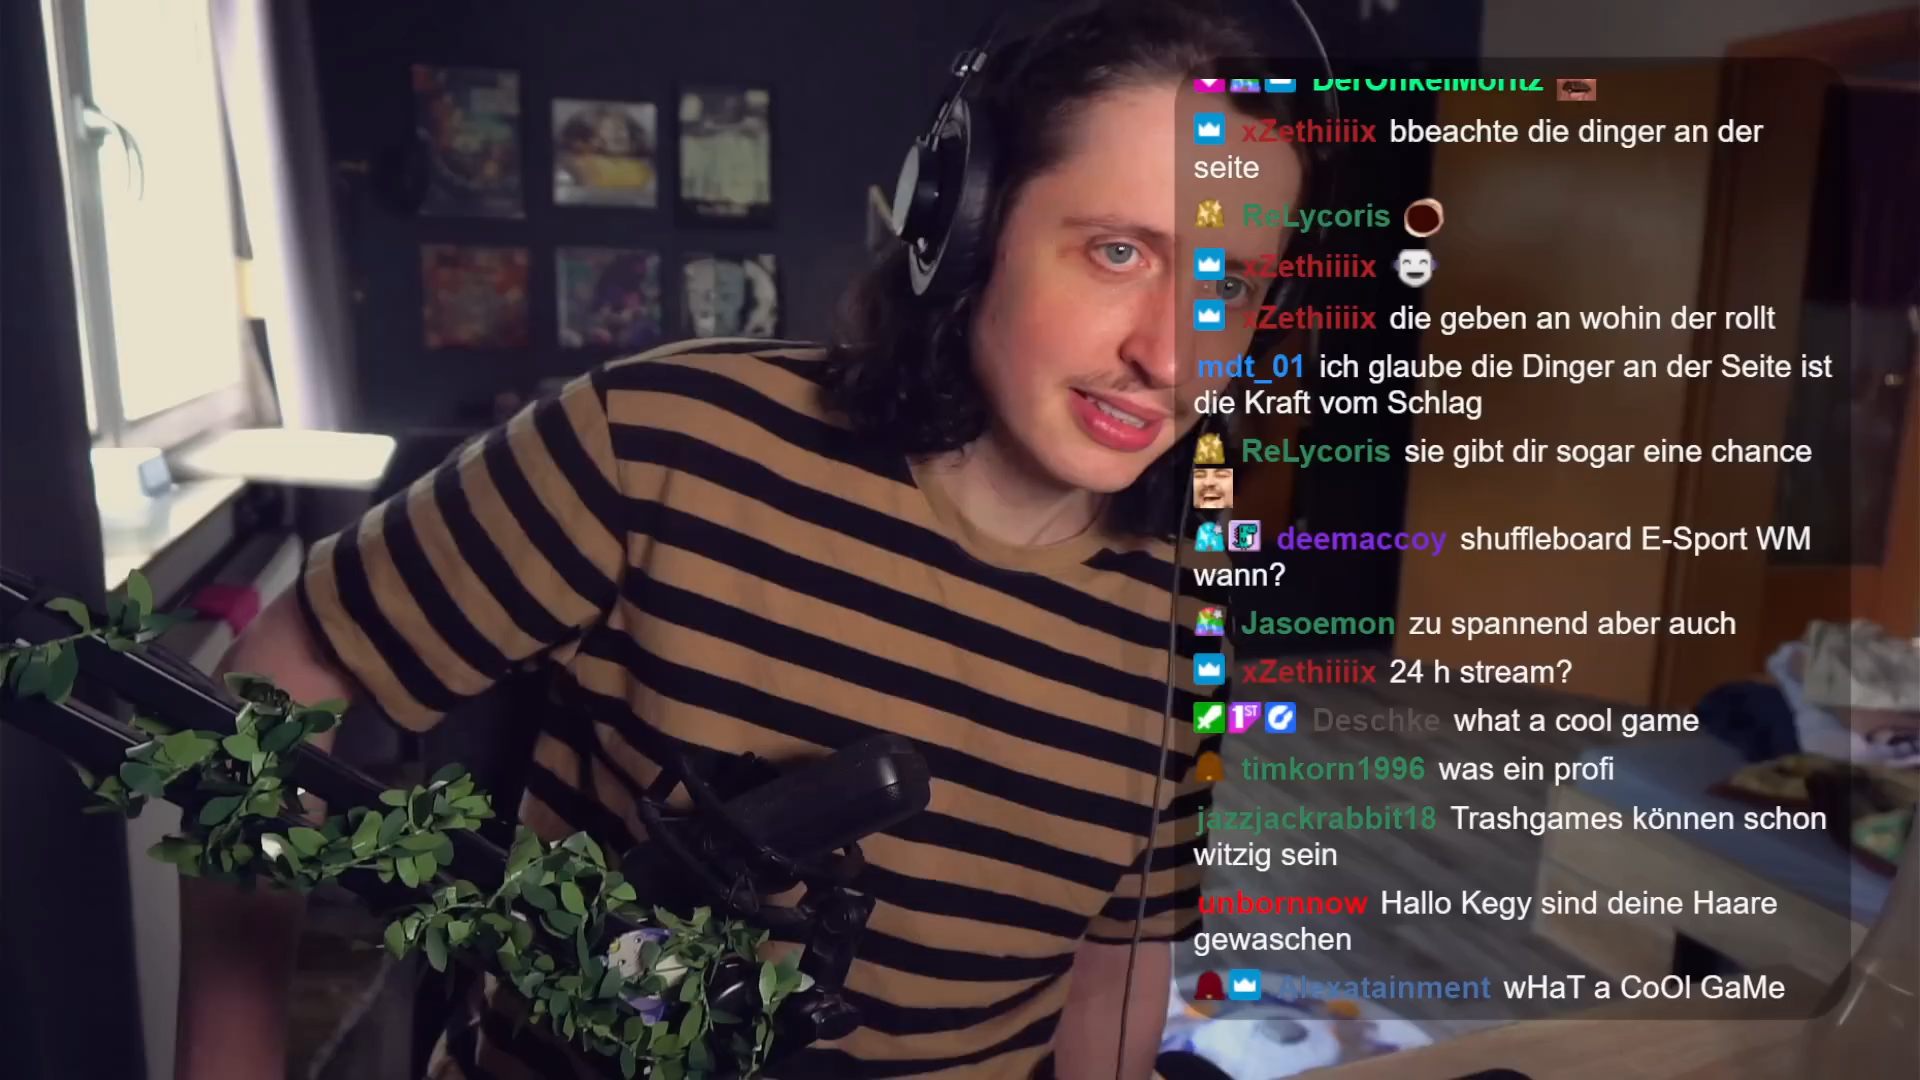 DerOnkelMoritz
xZethiiiix bbeachte die dinger an der
seite
ReLycoris
xZethiiiix
xZethiiiix die geben an wohin der rollt
mdt_01 ich glaube die Dinger an der Seite ist
die Kraft vom Schlag
ReLycoris sie gibt dir sogar eine chance
deemaccoy shuffleboard E-Sport WM
wann?
Jasoemon zu spannend aber auch
xZethiiiix 24 h stream?
1ST Deschke what a cool game
timkorn1996 was ein profi
jazzjackrabbit18 Trashgames können schon
witzig sein
unbornnow Hallo Kegy sind deine Haare
gewaschen
Alexatainment wHaT a CoOl GaMe